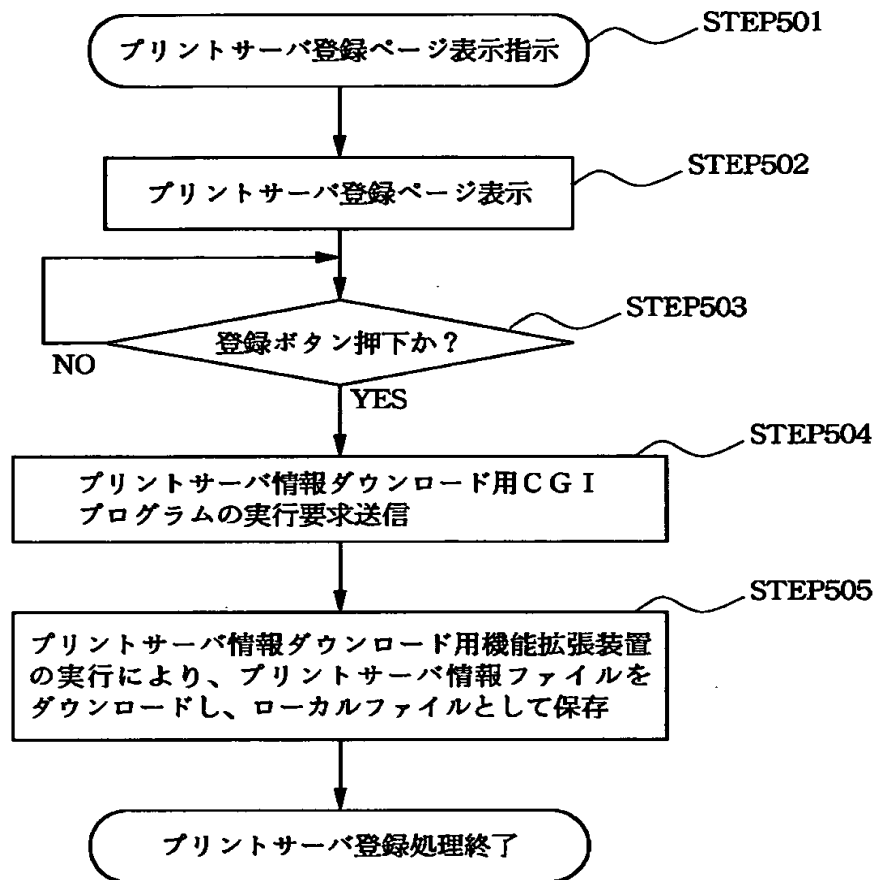 プリントサーバ登録ページ表示指示
STEP501
プリントサーバ登録ページ表示
STEP502
登録ボタン押下か？
STEP503
NO
YES
STEP504
プリントサーバ情報ダウンロード用ＣＧＩ
プログラムの実行要求送信
STEP505
プリントサーバ情報ダウンロード用機能拡張装置
の実行により、プリントサーバ情報ファイルを
ダウンロードし、ローカルファイルとして保存
プリントサーバ登録処理終了